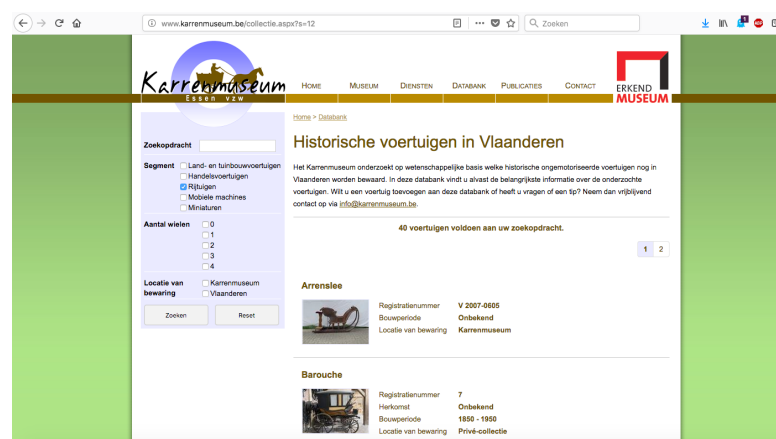 www.karrenmuseum.be/collectie.aspx?s=12
Zoeken
Karrenmuseum
Essen vzw
HOME MUSEUM DIENSTEN DATABANK PUBLICATIES CONTACT
ERKEND
MUSEUM
Home > Databank
Zoekopdracht
Segment
Land- en tuinbouwvoertuigen
Handelsvoertuigen
Rijtuigen
Mobiele machines
Miniaturen
Aantal wielen
0
1
2
3
4
Locatie van
bewaring
Karrenmuseum
Vlaanderen
Zoeken Reset
Historische voertuigen in Vlaanderen
Het Karrenmuseum onderzoekt op wetenschappelijke basis welke historische ongemotoriseerde voertuigen nog in
Vlaanderen worden bewaard. In deze databank vindt u alvast de belangrijkste informatie over de onderzochte
voertuigen. Wilt u een voertuig toevoegen aan deze databank of heeft u vragen of een tip? Neem dan vrijblijvend
contact op via info@karrenmuseum.be.
40 voertuigen voldoen aan uw zoekopdracht.
1 2
Arrenslee
Registratienummer V 2007-0605
Bouwperiode Onbekend
Locatie van bewaring Karrenmuseum
Barouche
Registratienummer 7
Herkomst Onbekend
Bouwperiode 1850 - 1950
Locatie van bewaring Privé-collectie